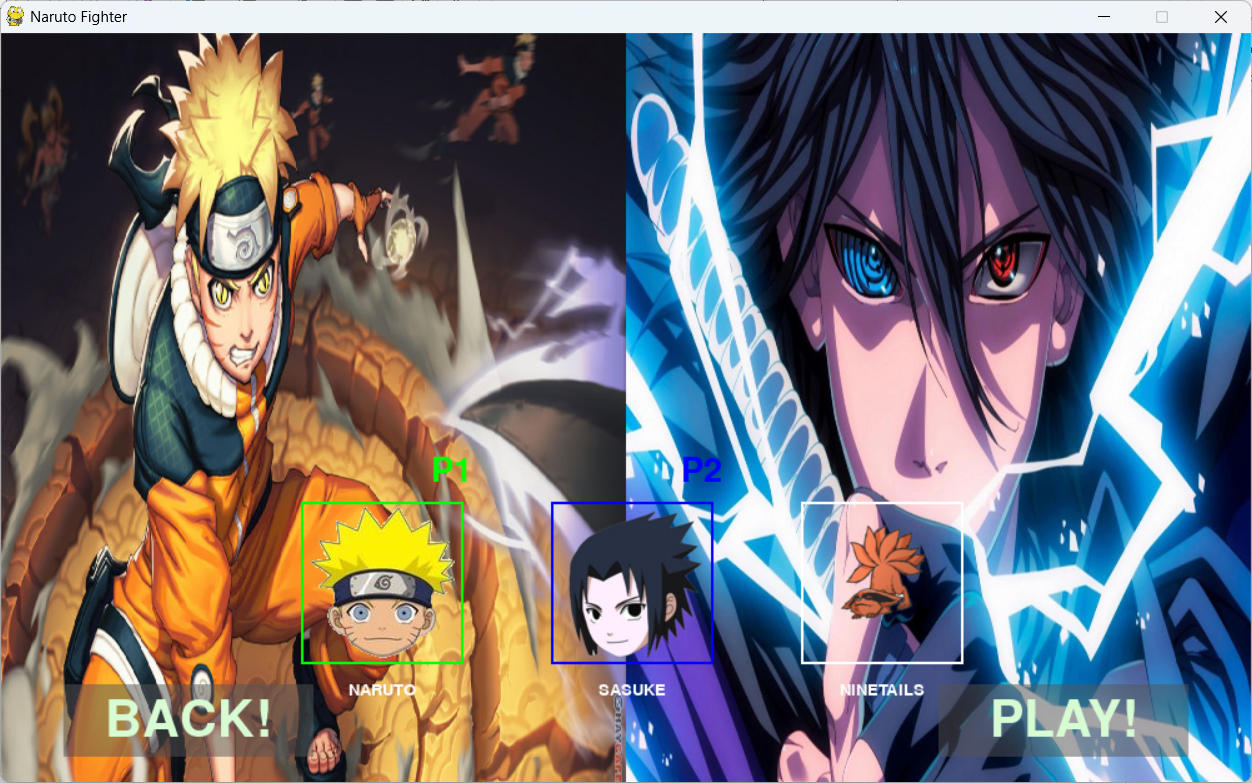 Naruto Fighter
P1
P2
NARUTO
SASUKE
NINETAILS
BACK!
PLAY!